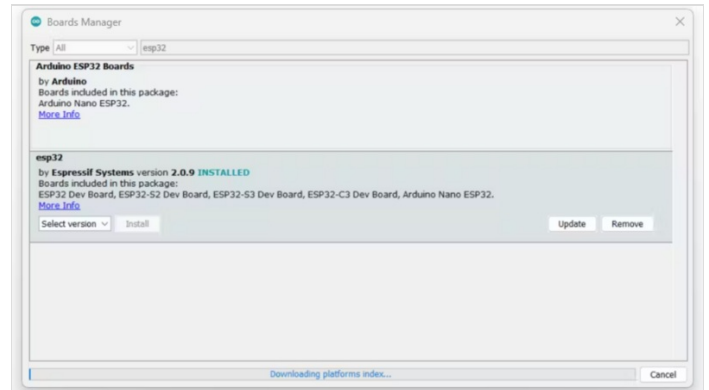 Boards Manager
Type All esp32
Arduino ESP32 Boards
by Arduino
Boards included in this package:
Arduino Nano ESP32.
More Info
esp32
by Espressif Systems version 2.0.9 INSTALLED
Boards included in this package:
ESP32 Dev Board, ESP32-S2 Dev Board, ESP32-S3 Dev Board, ESP32-C3 Dev Board, Arduino Nano ESP32.
More Info
Select version Install Update Remove
Downloading platforms index... Cancel